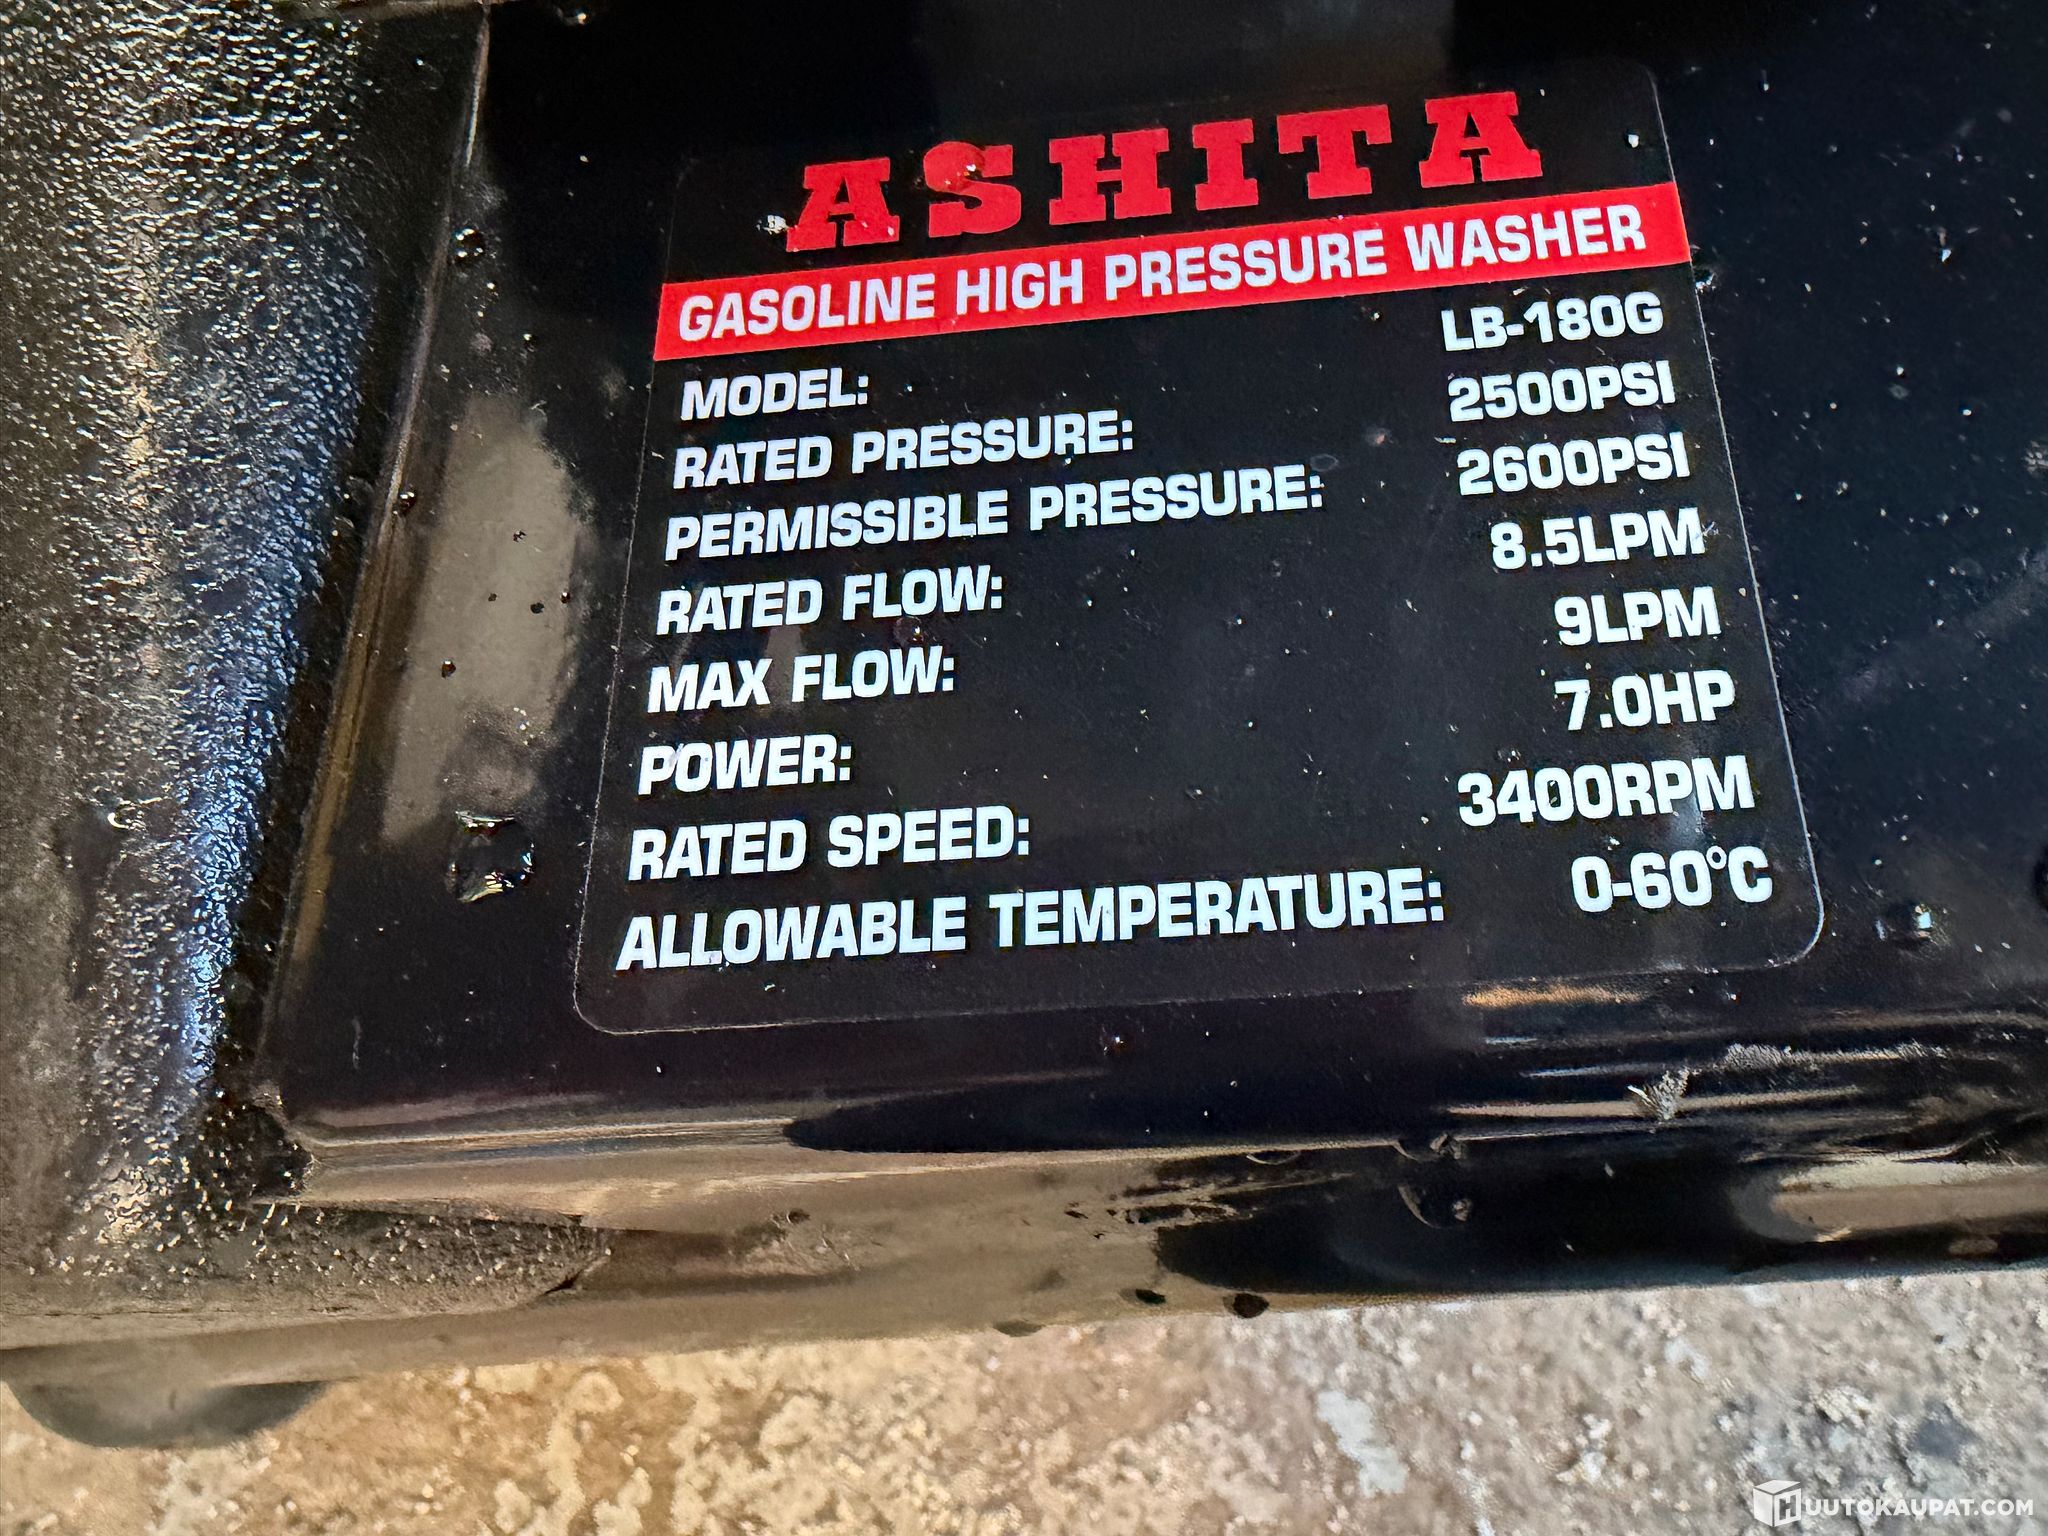 ASHITA
GASOLINE HIGH PRESSURE WASHER
MODEL: LB-180G
RATED PRESSURE: 2500PSI
PERMISSIBLE PRESSURE: 2600PSI
RATED FLOW: 8.5LPM
MAX FLOW: 9LPM
POWER: 7.0HP
RATED SPEED: 3400RPM
ALLOWABLE TEMPERATURE: 0-60°C
HUUTOKAUPAT.COM